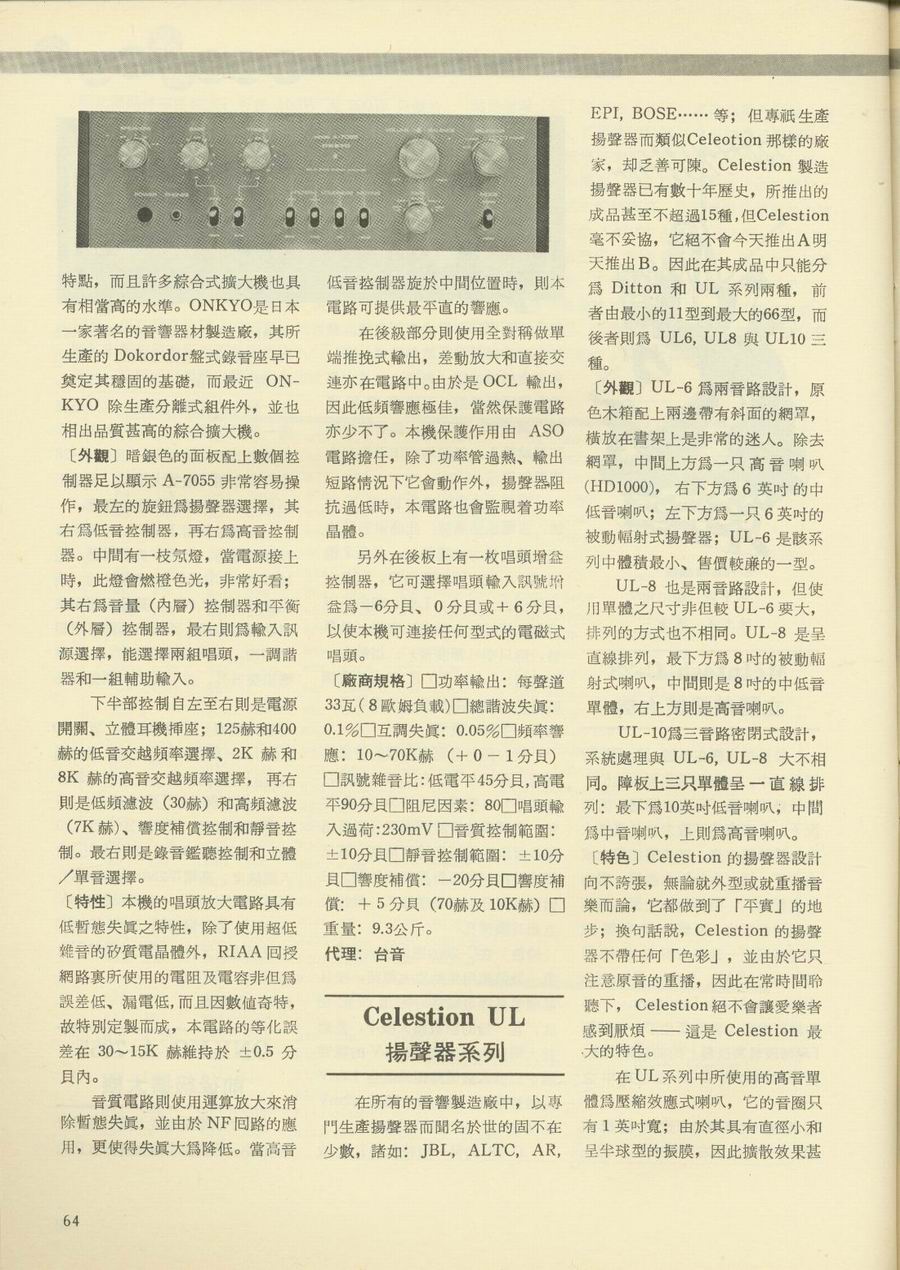 特點，而且許多綜合式擴大機也具
有相當高的水準。ONKYO是日本
一家著名的音響器材製造廠，其所
生產的 Dokordor盤式錄音座早已
奠定其穩固的基礎，而最近 ON-
KYO 除生產分離式組件外，並也
相出品質甚高的綜合擴大機。
〔外觀〕暗銀色的面板配上數個控
制器足以顯示 A-7055 非常容易操
作，最左的旋鈕爲揚聲器選擇，其
右爲低音控制器，再右爲高音控制
器。中間有一枝氖燈，當電源接上
時，此燈會燃橙色光，非常好看；
其右爲音量（內層）控制器和平衡
（外層）控制器，最右則爲輸入訊
源選擇，能選擇兩組唱頭，一調諧
器和一組輔助輸入。
下半部控制自左至右則是電源
開關、立體耳機挿座；125赫和400
赫的低音交越頻率選擇、2K 赫 和
8K 赫的高音交越頻率選擇，再右
則是低頻濾波（30赫）和高頻濾波
（7K 赫）、響度補償控制和靜音控
制。最右則是錄音鑑聽控制和立體
／單音選擇。
〔特性〕本機的唱頭放大電路具有
低暫態失眞之特性，除了使用超低
雜音的矽質電晶體外，RIAA 回授
網路裏所使用的電阻及電容非但爲
誤差低、漏電低，而且因數値奇特，
故特別定製而成，本電路的等化誤
差在 30～15K 赫維持於 ±0.5 分
貝內。
音質電路則使用運算放大來消
除暫態失眞，並由於 NF回路的應
用，更使得失眞大爲降低。當高音
低音控制器旋於中間位置時，則本
電路可提供最平直的響應。
在後級部分則使用全對稱做單
端推挽式輸出，差動放大和直接交
連亦在電路中。由於是 OCL 輸出，
因此低頻響應極佳，當然保護電路
亦少不了。本機保護作用由 ASO
電路擔任，除了功率管過熱、輸出
短路情況下它會動作外，揚聲器阻
抗過低時，本電路也會監視着功率
晶體。
另外在後板上有一枚唱頭增益
控制器，它可選擇唱頭輸入訊號增
益爲－6分貝、0 分貝或＋6 分貝，
以使本機可連接任何型式的電磁式
唱頭。
〔廠商規格〕□功率輸出：每聲道
33瓦(８歐姆負載)□總諧波失眞：
0.1%□互調失眞：0.05%□頻率響
應：10～70K赫 （＋0 －1分貝）
□訊號雜音比：低電平45分貝，高電
平90分貝□阻尼因素：80□唱頭輸
入過荷：230mV □音質控制範圍：
±10分貝□靜音控制範圍：±10分
貝□響度補償：－20分貝□響度補
償：＋5 分貝（70赫及10K赫）□
重量：9.3公斤。
代理：台音
Celestion UL
揚聲器系列
在所有的音響製造廠中，以專
門生產揚聲器而聞名於世的固不在
少數，諸如：JBL, ALTC, AR,
EPI, BOSE…… 等；但專祇生產
揚聲器而類似Celeotion 那樣的廠
家，却乏善可陳。Celestion 製造
揚聲器已有數十年歷史，所推出的
成品甚至不超過15種，但Celestion
毫不妥協，它絕不會今天推出A明
天推出B。因此在其成品中只能分
爲 Ditton 和 UL 系列兩種，前
者由最小的11型到最大的66型，而
後者則爲 UL6, UL8 與 UL10 三
種。
〔外觀〕UL-6 爲兩音路設計，原
色木箱配上兩邊帶有斜面的網罩，
橫放在書架上是非常的迷人。除去
網罩，中間上方爲一只 高 音 喇 叭
(HD1000)，右下方爲 6 英吋 的中
低音喇叭；左下方爲一只 6 英吋的
被動輻射式揚聲器；UL-6 是該系
列中體積最小、售價較廉的一型。
UL-8 也是兩音路設計，但使
用單體之尺寸非但較 UL-6 要大，
排列的方式也不相同。UL-8 是呈
直線排列，最下方爲 8 吋的被動輻
射式喇叭，中間則是 8 吋的中低音
單體，右上方則是高音喇叭。
UL-10爲三音路密閉式設計，
系統處理與 UL-6, UL-8 大不相
同。障板上三只單體呈 一 直 線 排
列：最下爲10英吋低音喇叭，中間
爲中音喇叭，上則爲高音喇叭。
〔特色〕Celestion 的揚聲器設計
向不誇張，無論就外型或就重播音
樂而論，它都做到了「平實」的地
步；換句話說，Celestion 的揚聲
器不帶任何「色彩」，並由於它只
注意原音的重播，因此在常時間聆
聽下，Celestion絕不會讓愛樂者
感到厭煩 —— 這是 Celestion 最
大的特色。
在 UL系列中所使用的高音單
體爲壓縮效應式喇叭，它的音圈只
有 1 英吋寬；由於其具有直徑小和
呈半球型的振膜，因此擴散效果甚
64